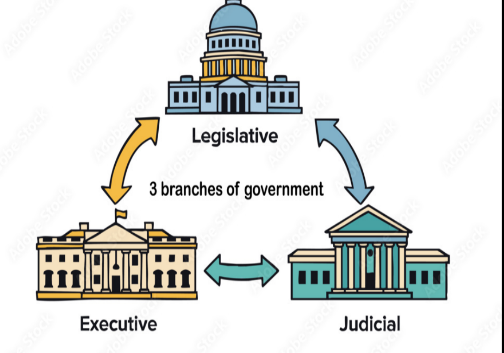 Legislative
3 branches of government
Executive
Judicial